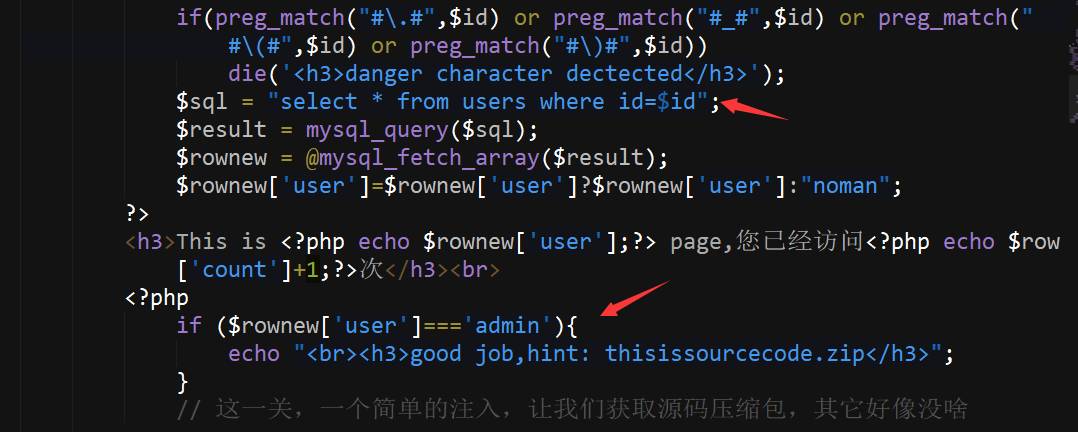 if(preg_match("#\.#",$id) or preg_match("#_#",$id) or preg_match("
#\(#",$id) or preg_match("#\)#",$id))
die('<h3>danger character dectected</h3>');
$sql = "select * from users where id=$id";
$result = mysql_query($sql);
$rownew = @mysql_fetch_array($result);
$rownew['user']=$rownew['user']?$rownew['user']:"noman";
?>
<h3>This is <?php echo $rownew['user'];?> page,您已经访问<?php echo $row
['count']+1;?>次</h3><br>
<?php
if ($rownew['user']==='admin'){
echo "<br><h3>good job,hint: thisissourcecode.zip</h3>";
}
// 这一关，一个简单的注入，让我们获取源码压缩包，其它好像没啥